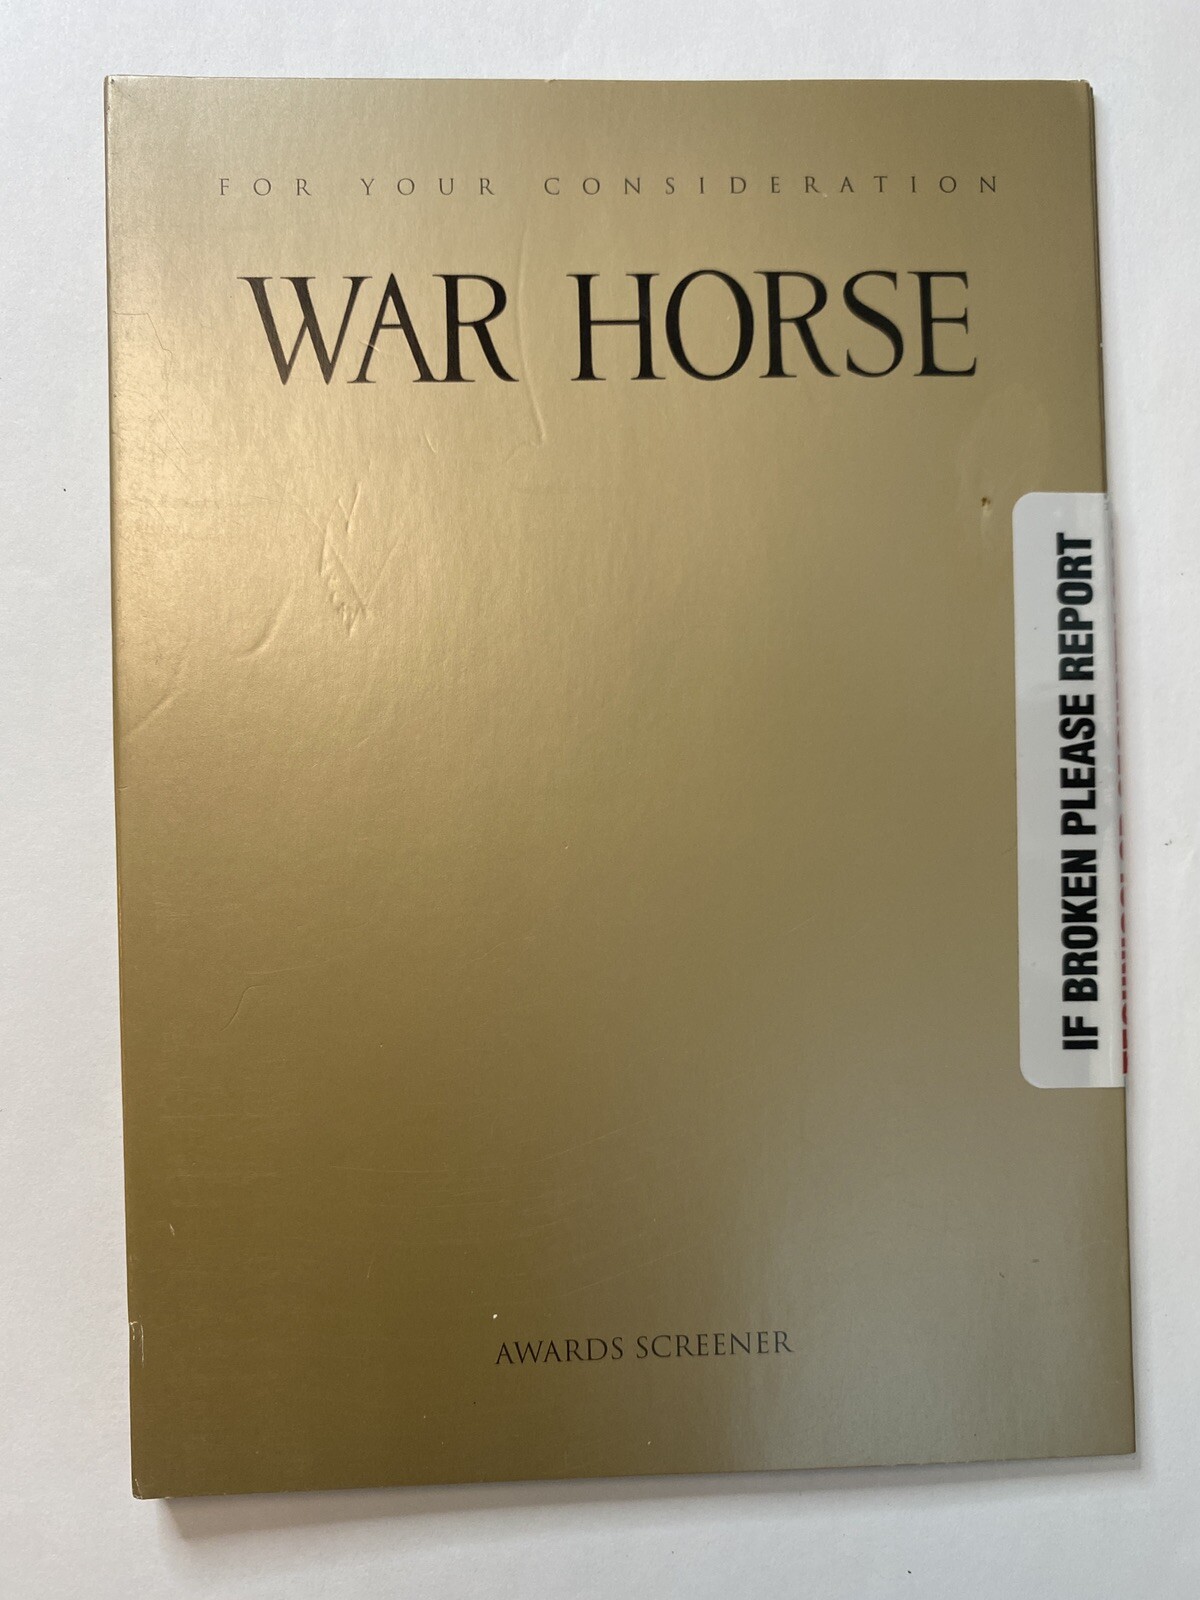 FOR YOUR CONSIDERATION
WAR HORSE
IF BROKEN PLEASE REPORT
AWARDS SCREENER